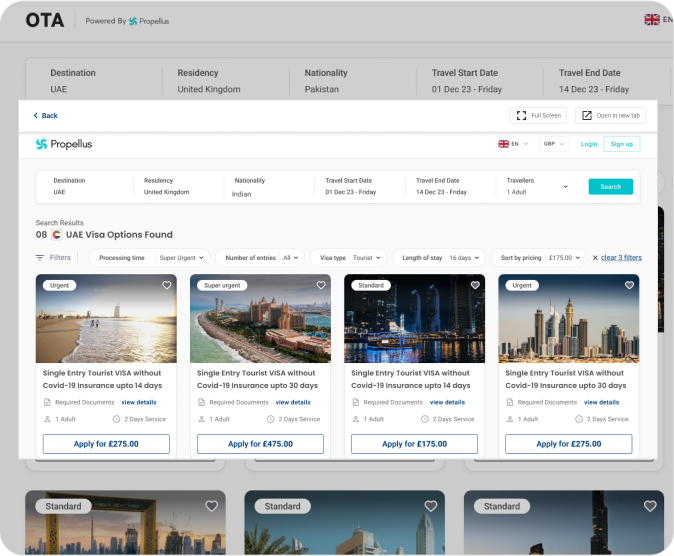 OTA
Powered By Propellus
EN
Destination Residency Nationality Travel Start Date Travel End Date
UAE United Kingdom Pakistan 01 Dec 23 - Friday 14 Dec 23 - Friday
Back
Full Screen
Open in new tab
Propellus
EN
GBP
Login
Sign up
Destination Residency Nationality Travel Start Date Travel End Date Travellers
UAE United Kingdom Indian 01 Dec 23 - Friday 14 Dec 23 - Friday 1 Adult
Search
Search Results
08 UAE Visa Options Found
Filters
Processing time Super Urgent
Number of entries All
Visa type Tourist
Length of stay 16 days
Sort by pricing £175.00
clear 3 filters
Urgent
Single Entry Tourist VISA without
Covid-19 Insurance upto 14 days
Required Documents view details
1 Adult 2 Days Service
Apply for £275.00
Super urgent
Single Entry Tourist VISA without
Covid-19 Insurance upto 30 days
Required Documents view details
1 Adult 2 Days Service
Apply for £475.00
Standard
Single Entry Tourist VISA without
Covid-19 Insurance upto 14 days
Required Documents view details
1 Adult 2 Days Service
Apply for £175.00
Urgent
Single Entry Tourist VISA without
Covid-19 Insurance upto 30 days
Required Documents view details
1 Adult 2 Days Service
Apply for £275.00
Standard
Standard
Standard